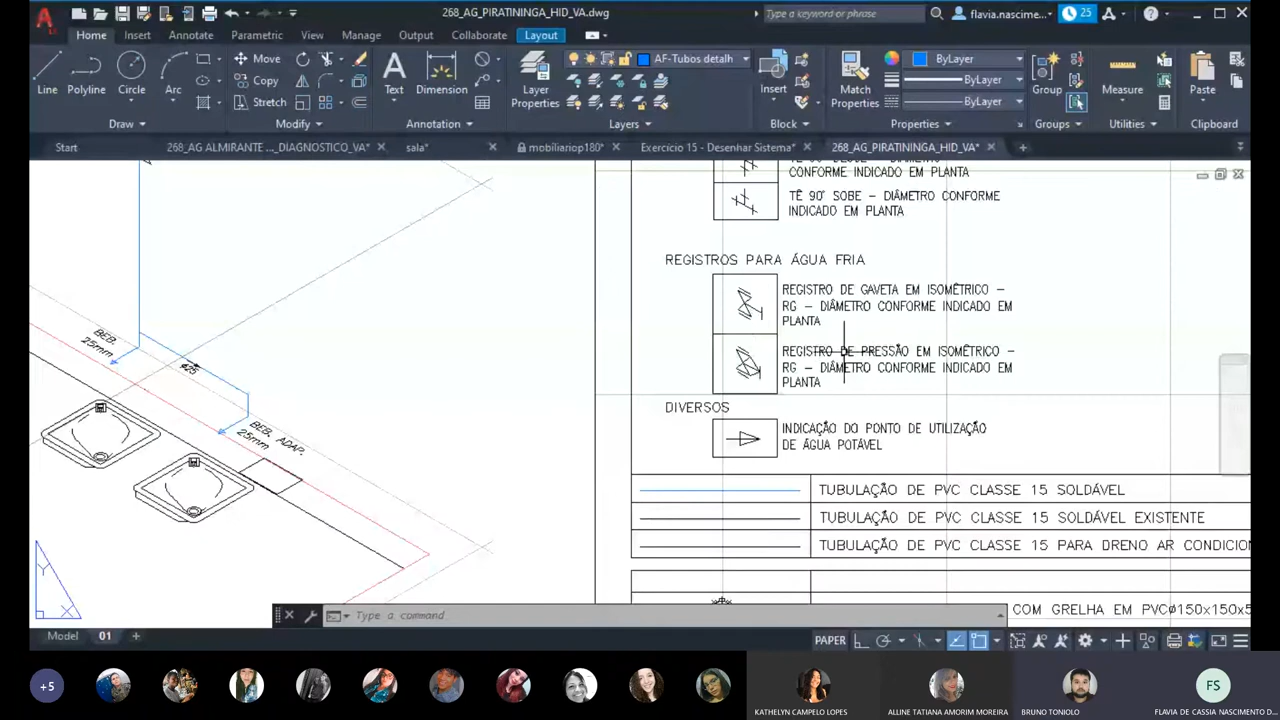 268_AG_PIRATININGA_HID_VA.dwg
Type a keyword or phrase
flavia.nascime...
25
Home Insert Annotate Parametric View Manage Output Collaborate Layout
Line
Polyline
Circle
Arc
Move
Copy
Stretch
Text
Dimension
Layer
Properties
AF-Tubos detalh
Insert
Match
Properties
ByLayer
ByLayer
ByLayer
Group
Measure
Paste
Draw Modify Annotation Layers Block Properties Groups Utilities Clipboard
Start
268_AG ALMIRANTE ..._DIAGNOSTICO_VA*
sala*
mobiliariop180*
Exercício 15 - Desenhar Sistema*
268_AG_PIRATININGA_HID_VA*
CONFORME INDICADO EM PLANTA
TÊ 90° SOBE – DIÂMETRO CONFORME
INDICADO EM PLANTA
REGISTROS PARA ÁGUA FRIA
REGISTRO DE GAVETA EM ISOMÉTRICO –
RG – DIÂMETRO CONFORME INDICADO EM
PLANTA
REGISTRO DE PRESSÃO EM ISOMÉTRICO –
RG – DIÂMETRO CONFORME INDICADO EM
PLANTA
DIVERSOS
INDICAÇÃO DO PONTO DE UTILIZAÇÃO
DE ÁGUA POTÁVEL
TUBULAÇÃO DE PVC CLASSE 15 SOLDÁVEL
TUBULAÇÃO DE PVC CLASSE 15 SOLDÁVEL EXISTENTE
TUBULAÇÃO DE PVC CLASSE 15 PARA DRENO AR CONDICION
COM GRELHA EM PVCø150x150x5
BEB.
25mm
ø25
BEB. ADAP.
25mm
Y
X
Type a command
Model
01
PAPER
+5
KATHELYN CAMPELO LOPES
ALLINE TATIANA AMORIM MOREIRA
BRUNO TONIOLO
FS
FLAVIA DE CASSIA NASCIMENTO D...